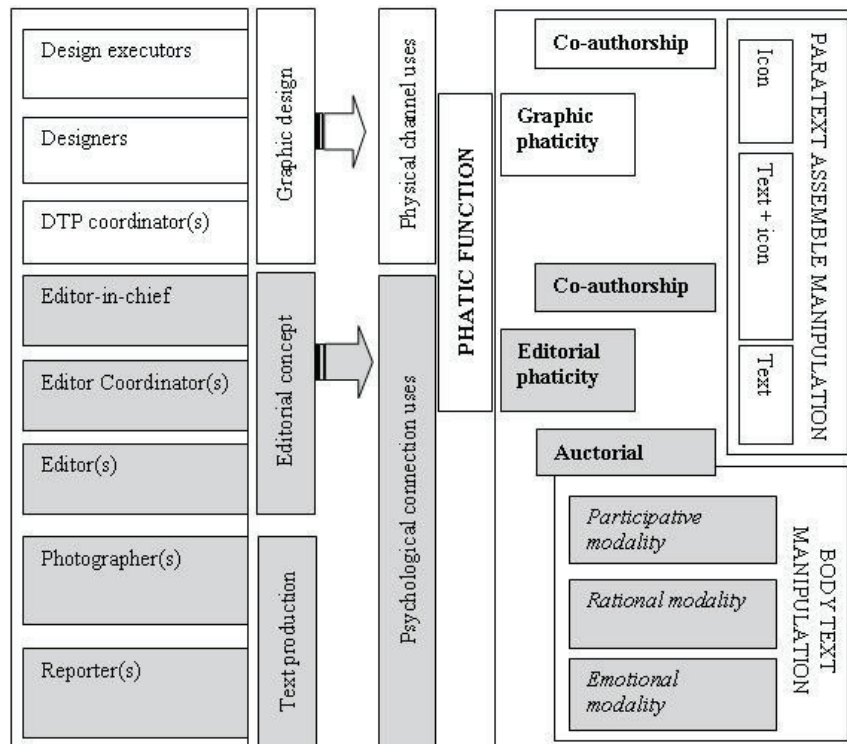 Design executors
Designers
DTP coordinator(s)
Editor-in-chief
Editor Coordinator(s)
Editor(s)
Photographer(s)
Reporter(s)
Graphic design
Editorial concept
Text production
Physical channel uses
Psychological connection uses
PHATIC FUNCTION
Co-authorship
Graphic
phaticity
Co-authorship
Editorial
phaticity
Auctorial
Icon
Text + icon
Text
PARATEXT ASSEMBLE MANIPULATION
Participative
modality
Rational modality
Emotional
modality
BODY TEXT
MANIPULATION